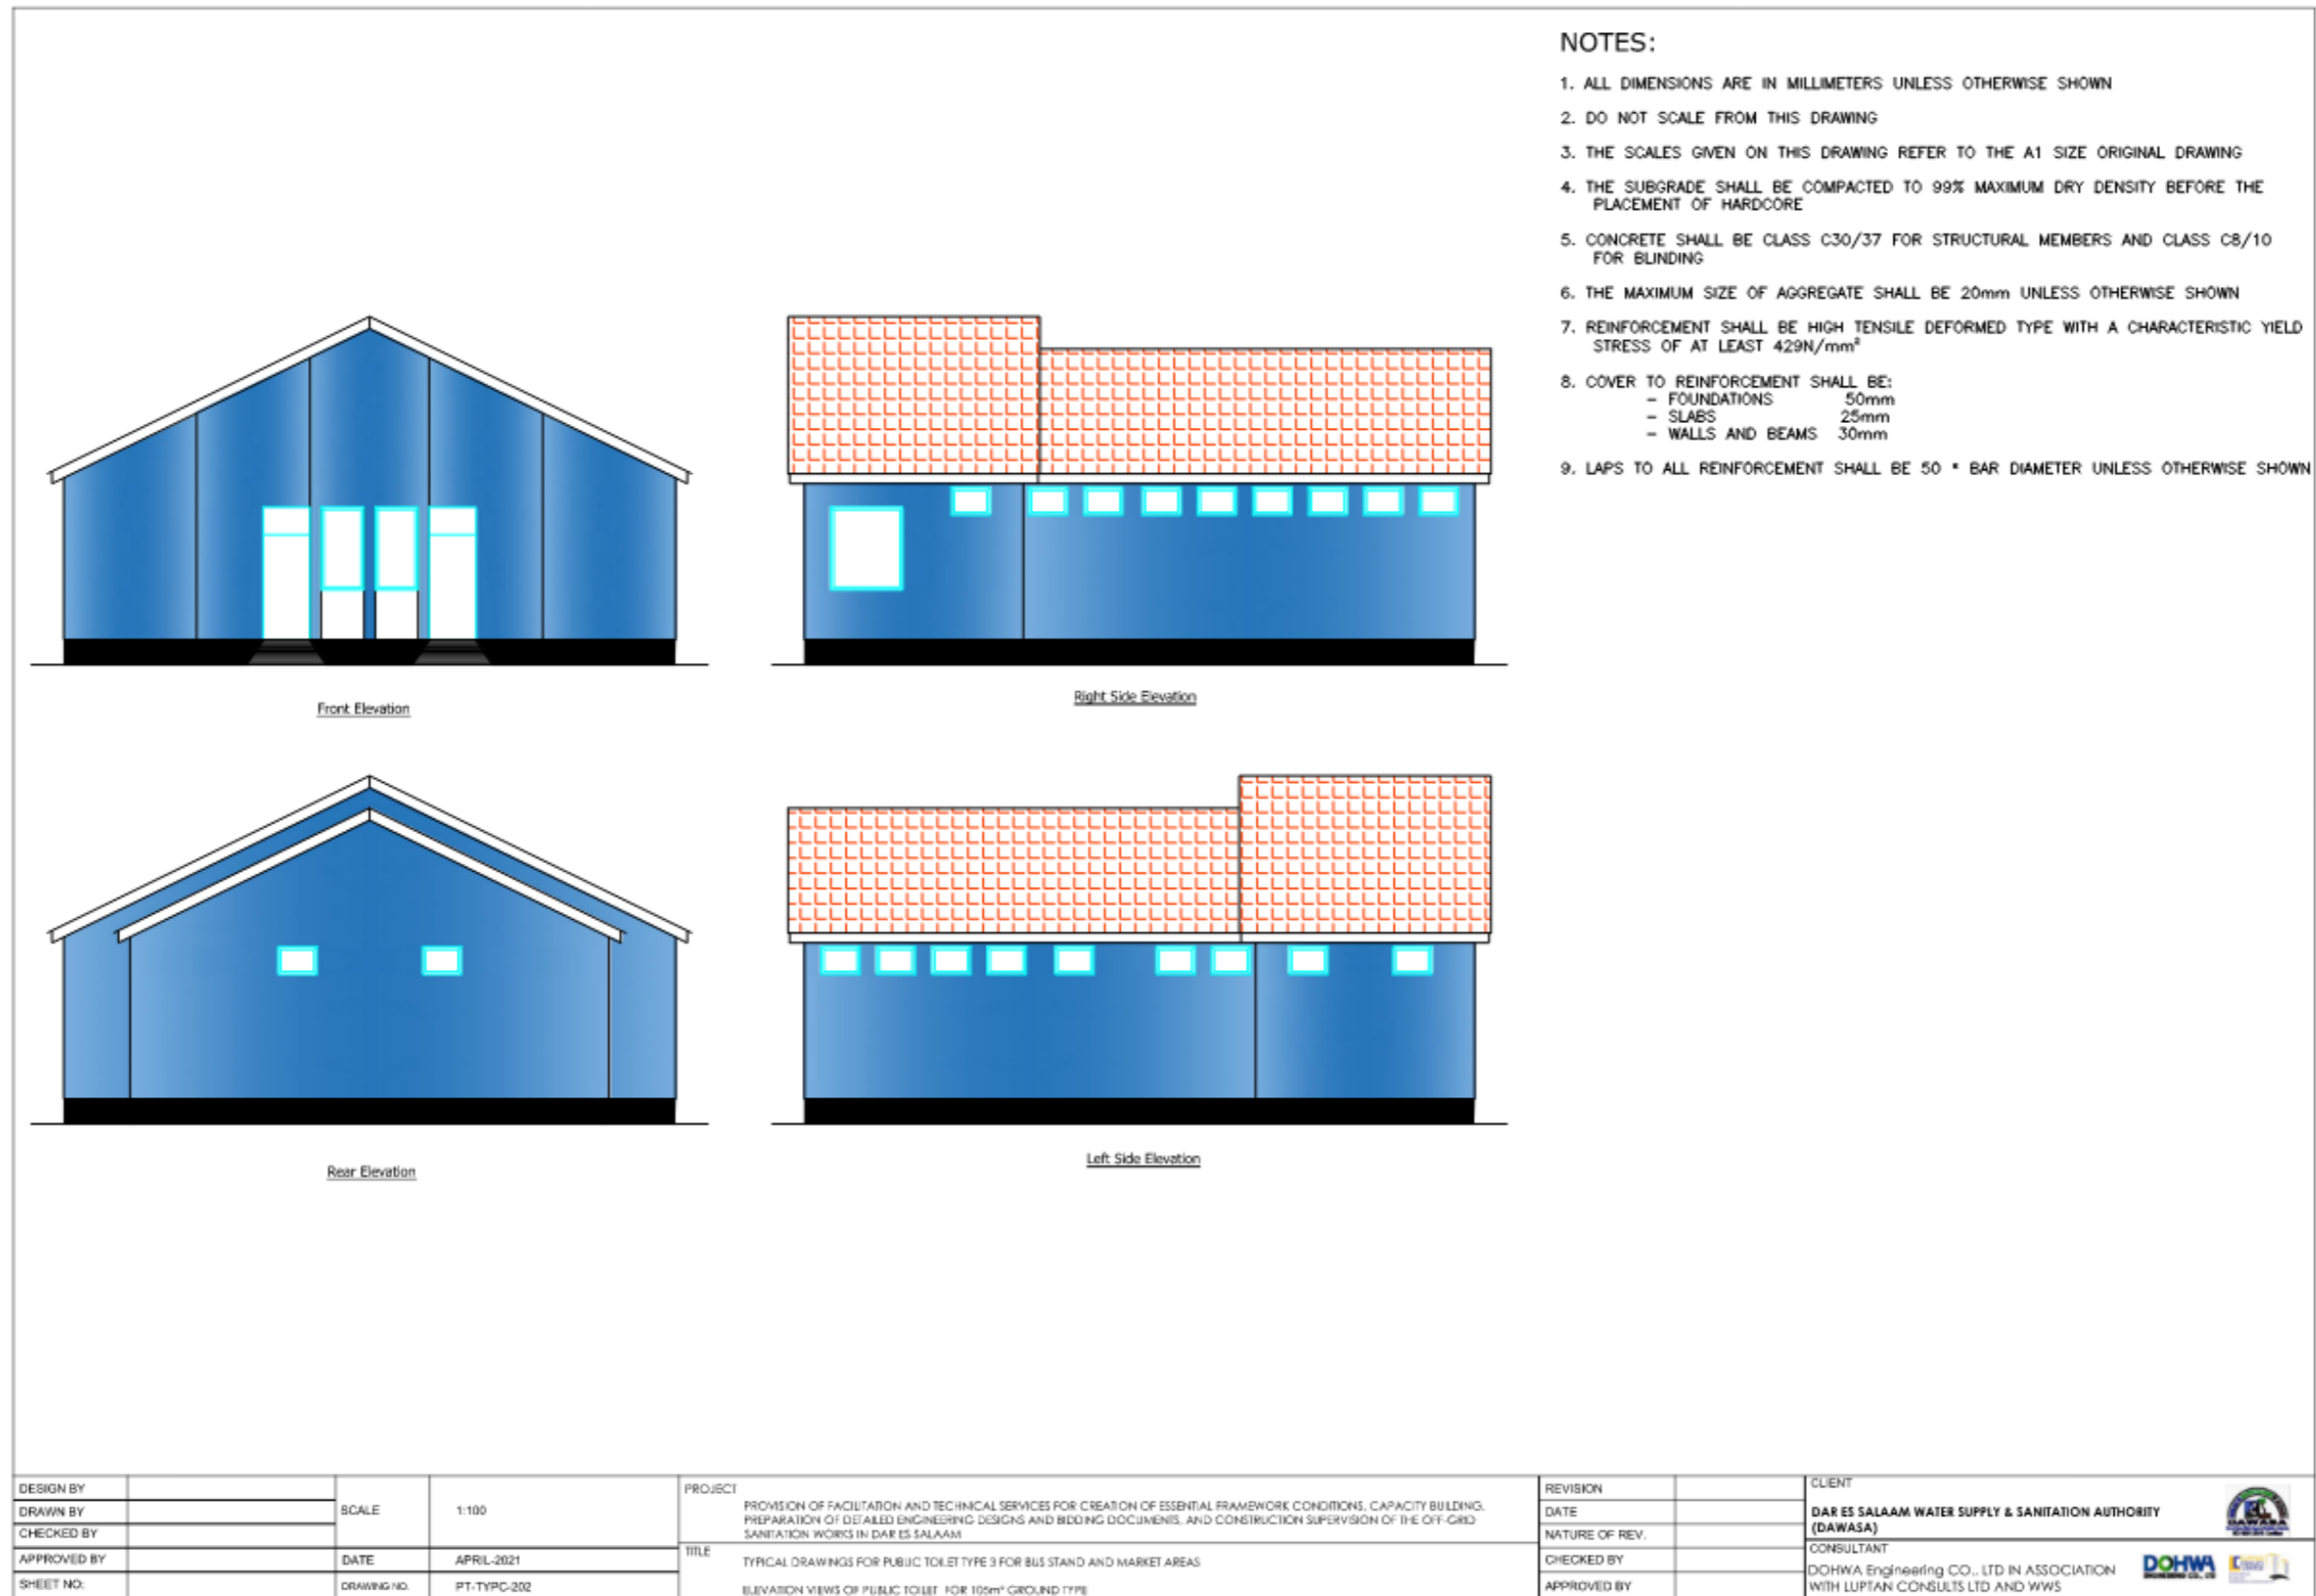 NOTES:
1. ALL DIMENSIONS ARE IN MILLIMETERS UNLESS OTHERWISE SHOWN
2. DO NOT SCALE FROM THIS DRAWING
3. THE SCALES GIVEN ON THIS DRAWING REFER TO THE A1 SIZE ORIGINAL DRAWING
4. THE SUBGRADE SHALL BE COMPACTED TO 99% MAXIMUM DRY DENSITY BEFORE THE
PLACEMENT OF HARDCORE
5. CONCRETE SHALL BE CLASS C30/37 FOR STRUCTURAL MEMBERS AND CLASS C8/10
FOR BLINDING
6. THE MAXIMUM SIZE OF AGGREGATE SHALL BE 20mm UNLESS OTHERWISE SHOWN
7. REINFORCEMENT SHALL BE HIGH TENSILE DEFORMED TYPE WITH A CHARACTERISTIC YIELD
STRESS OF AT LEAST 429N/mm²
8. COVER TO REINFORCEMENT SHALL BE:
- FOUNDATIONS 50mm
- SLABS 25mm
- WALLS AND BEAMS 30mm
9. LAPS TO ALL REINFORCEMENT SHALL BE 50 * BAR DIAMETER UNLESS OTHERWISE SHOWN
Front Elevation
Right Side Elevation
Rear Elevation
Left Side Elevation
DESIGN BY
DRAWN BY
CHECKED BY
APPROVED BY
SHEET NO:
SCALE 1:100
DATE APRIL-2021
DRAWING NO. PT-TYPC-202
PROJECT
PROVISION OF FACILITATION AND TECHNICAL SERVICES FOR CREATION OF ESSENTIAL FRAMEWORK CONDITIONS, CAPACITY BUILDING,
PREPARATION OF DETAILED ENGINEERING DESIGNS AND BIDDING DOCUMENTS, AND CONSTRUCTION SUPERVISION OF THE OFF-GRID
SANITATION WORKS IN DAR ES SALAAM
TITLE
TYPICAL DRAWINGS FOR PUBLIC TOILET TYPE 3 FOR BUS STAND AND MARKET AREAS
ELEVATION VIEWS OF PUBLIC TOILET FOR 105m² GROUND TYPE
REVISION
DATE
NATURE OF REV.
CHECKED BY
APPROVED BY
CLIENT
DAR ES SALAAM WATER SUPPLY & SANITATION AUTHORITY
(DAWASA)
DAWASA
CONSULTANT
DOHWA Engineering CO., LTD IN ASSOCIATION
WITH LUPTAN CONSULTS LTD AND WWS
DOHWA
ENGINEERING CO., LTD